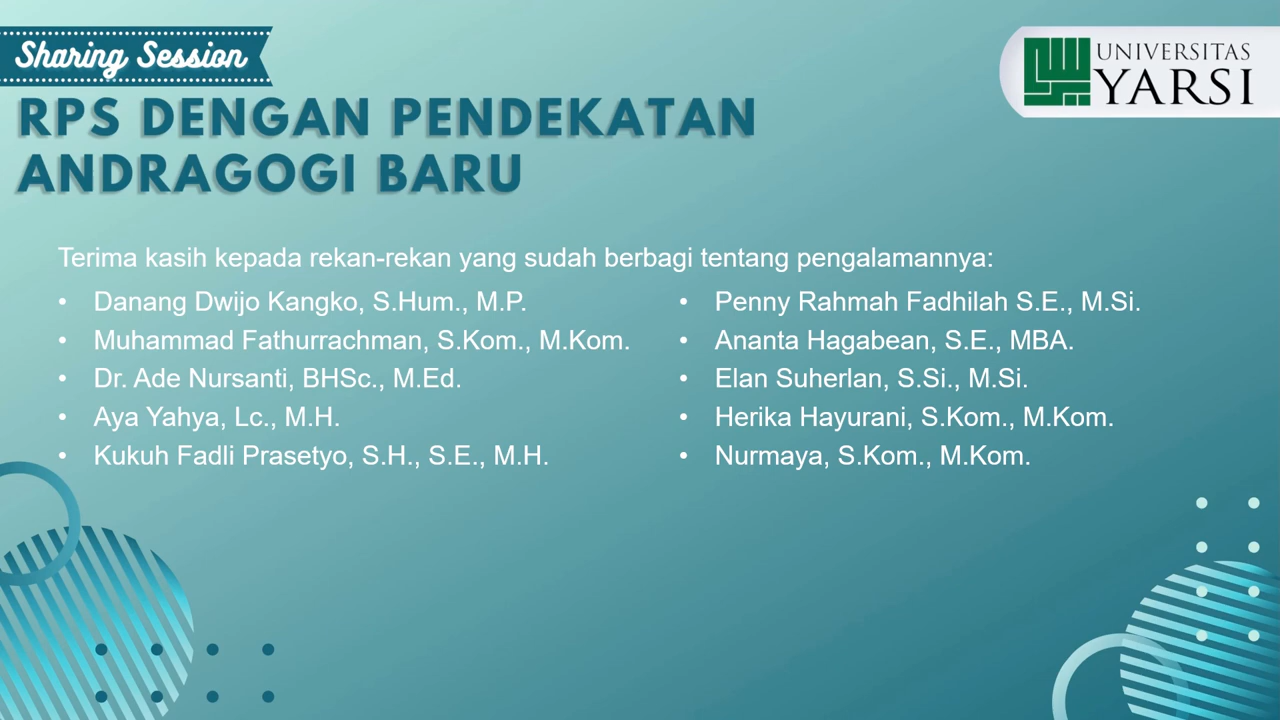 Sharing Session
UNIVERSITAS
YARSI
RPS DENGAN PENDEKATAN
ANDRAGOGI BARU
Terima kasih kepada rekan-rekan yang sudah berbagi tentang pengalamannya:
• Danang Dwijo Kangko, S.Hum., M.P.
• Muhammad Fathurrachman, S.Kom., M.Kom.
• Dr. Ade Nursanti, BHSc., M.Ed.
• Aya Yahya, Lc., M.H.
• Kukuh Fadli Prasetyo, S.H., S.E., M.H.
• Penny Rahmah Fadhilah S.E., M.Si.
• Ananta Hagabean, S.E., MBA.
• Elan Suherlan, S.Si., M.Si.
• Herika Hayurani, S.Kom., M.Kom.
• Nurmaya, S.Kom., M.Kom.